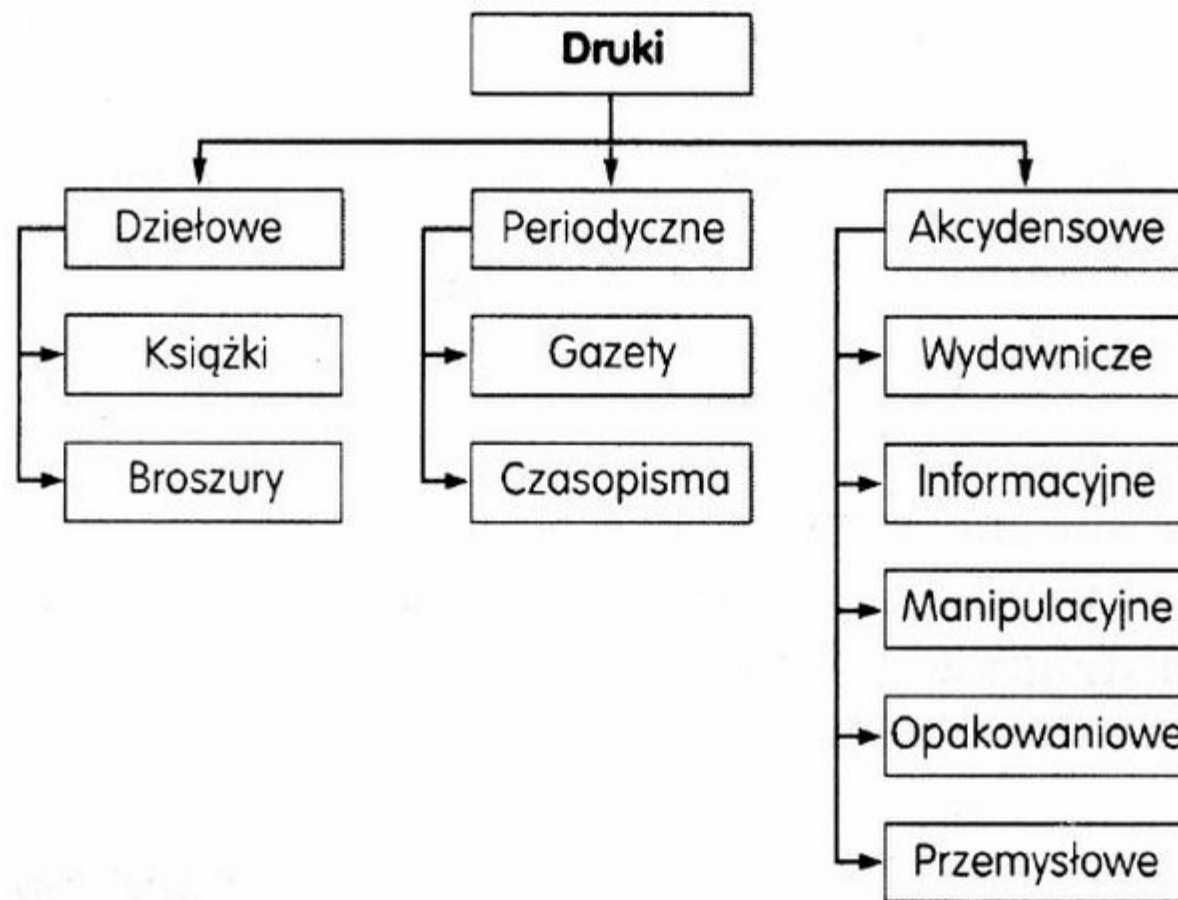 Druki
Dziełowe
Książki
Broszury
Periodyczne
Gazety
Czasopisma
Akcydensowe
Wydawnicze
Informacyjne
Manipulacyjne
Opakowaniowe
Przemysłowe